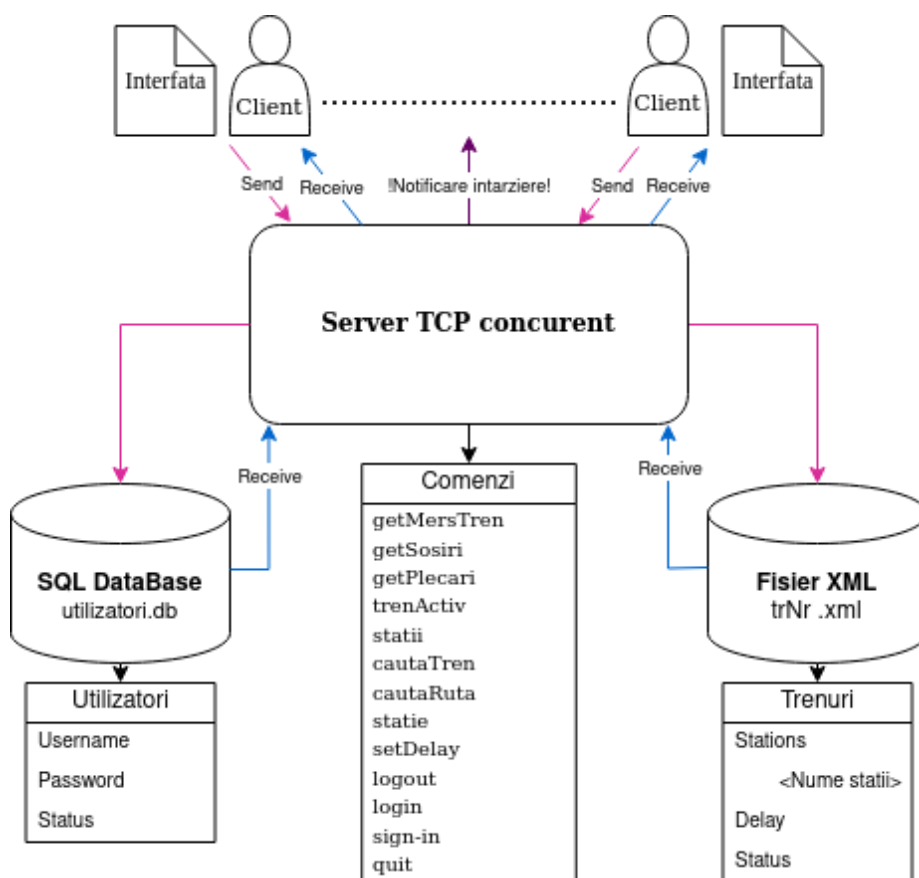 Interfata
Client
Client
Interfata
Send
Receive
!Notificare intarziere!
Send
Receive
Server TCP concurent
Receive
Receive
SQL DataBase
utilizatori.db
Comenzi
getMersTren
getSosiri
getPlecari
trenActiv
statii
cautaTren
cautaRuta
statie
setDelay
logout
login
sign-in
quit
Fisier XML
trNr .xml
Utilizatori
Username
Password
Status
Trenuri
Stations
<Nume statii>
Delay
Status